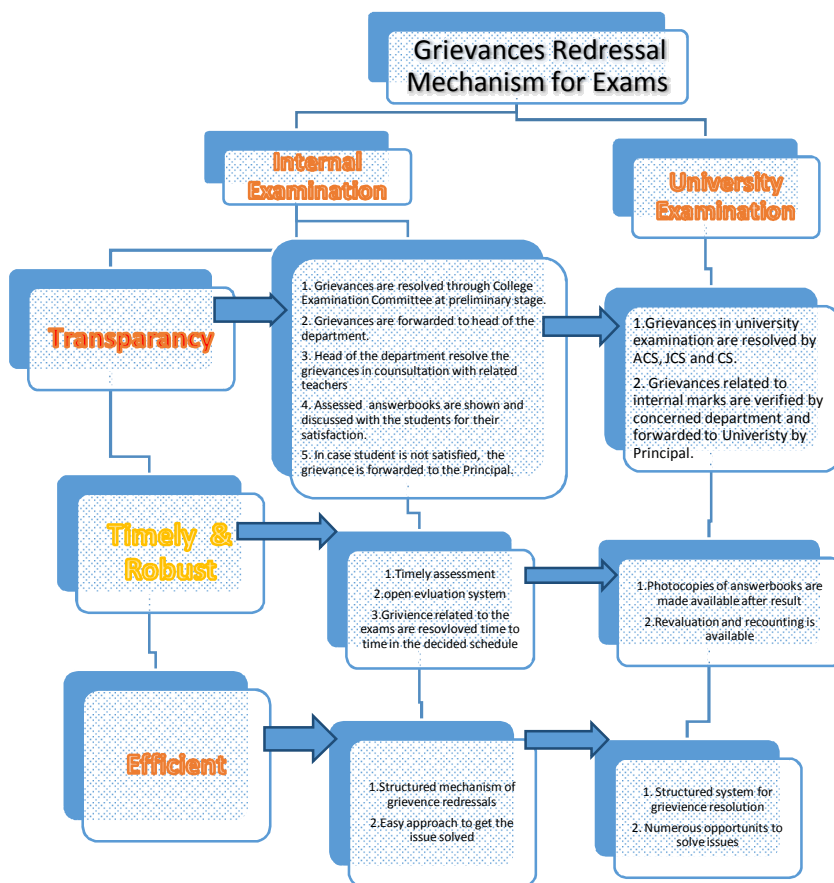 Grievances Redressal
Mechanism for Exams
Internal
Examination
University
Examination
Transparancy
1. Grievances are resolved through College
Examination Committee at preliminary stage.
2. Grievances are forwarded to head of the
department.
3. Head of the department resolve the
grievances in counsultation with related
teachers
4. Assessed answerbooks are shown and
discussed with the students for their
satisfaction.
5. In case student is not satisfied, the
grievance is forwarded to the Principal.
1.Grievances in university
examination are resolved by
ACS, JCS and CS.
2. Grievances related to
internal marks are verified by
concerned department and
forwarded to Univeristy by
Principal.
Timely &
Robust
1.Timely assessment
2.open evluation system
3.Grivience related to the
exams are resovloved time to
time in the decided schedule
1.Photocopies of answerbooks are
made available after result
2.Revaluation and recounting is
available
Efficient
1.Structured mechanism of
grievence redressals
2.Easy approach to get the
issue solved
1. Structured system for
grievience resolution
2. Numerous opportunits to
solve issues